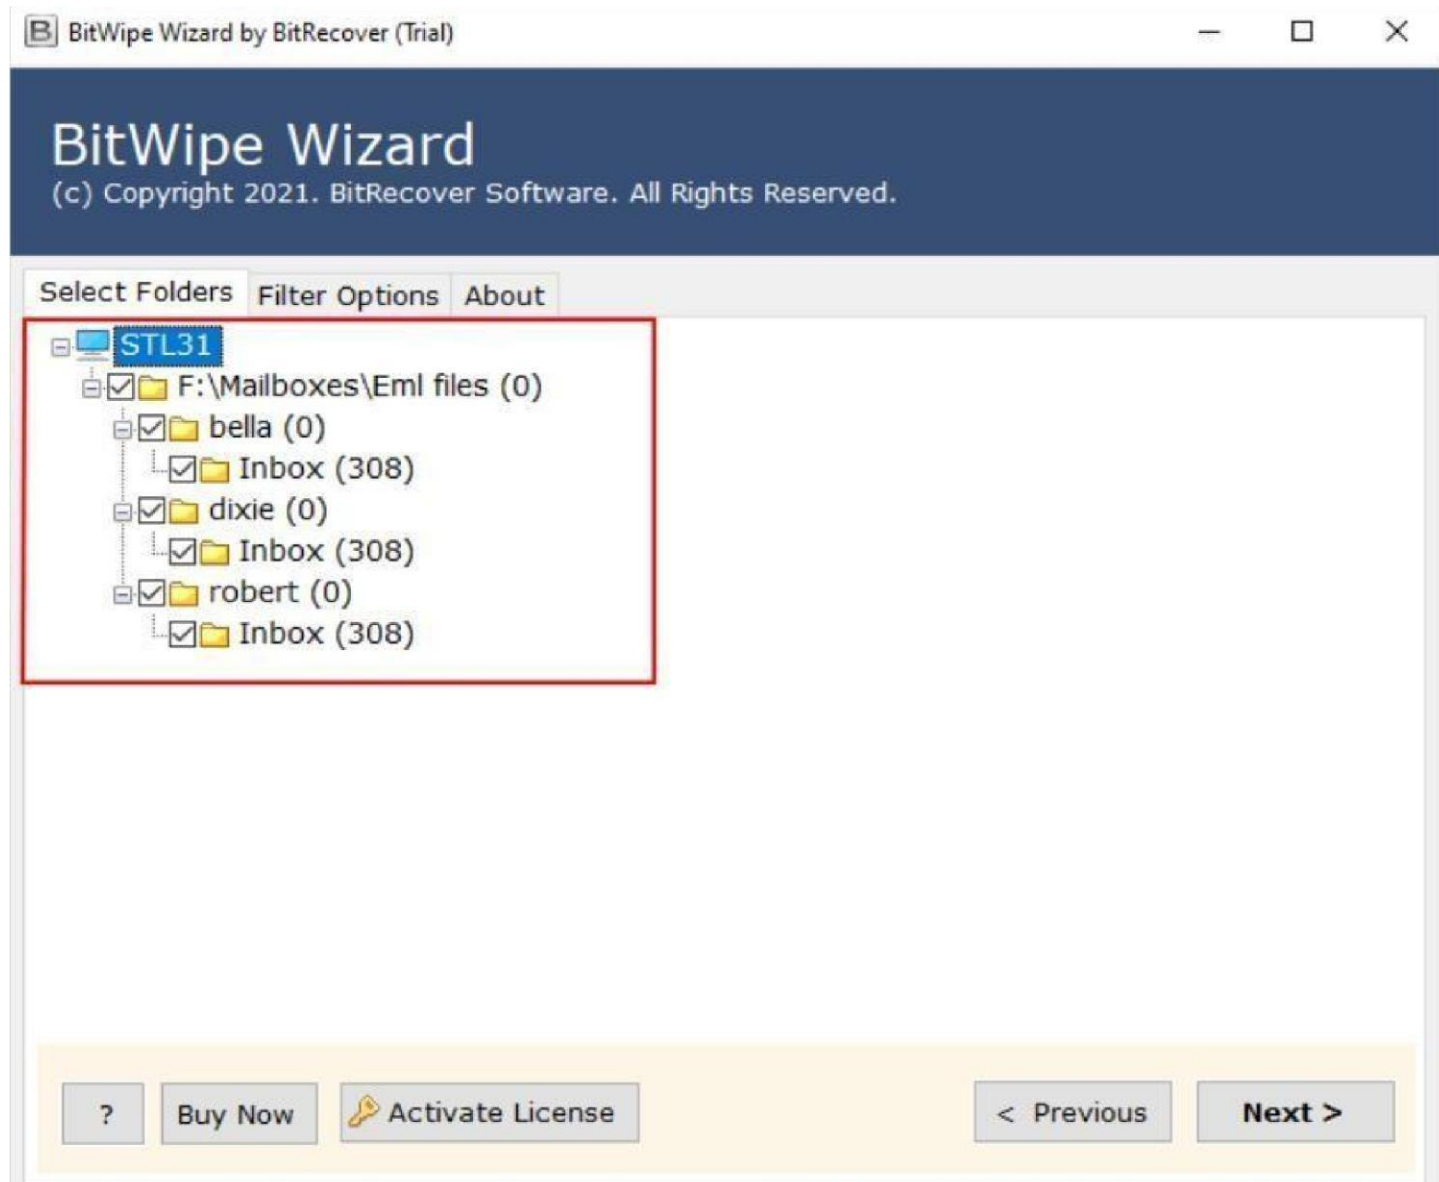 BitWipe Wizard by BitRecover (Trial)
BitWipe Wizard
(c) Copyright 2021. BitRecover Software. All Rights Reserved.
Select Folders Filter Options About
STL31
F:\Mailboxes\Eml files (0)
bella (0)
Inbox (308)
dixie (0)
Inbox (308)
robert (0)
Inbox (308)
? Buy Now Activate License < Previous Next >